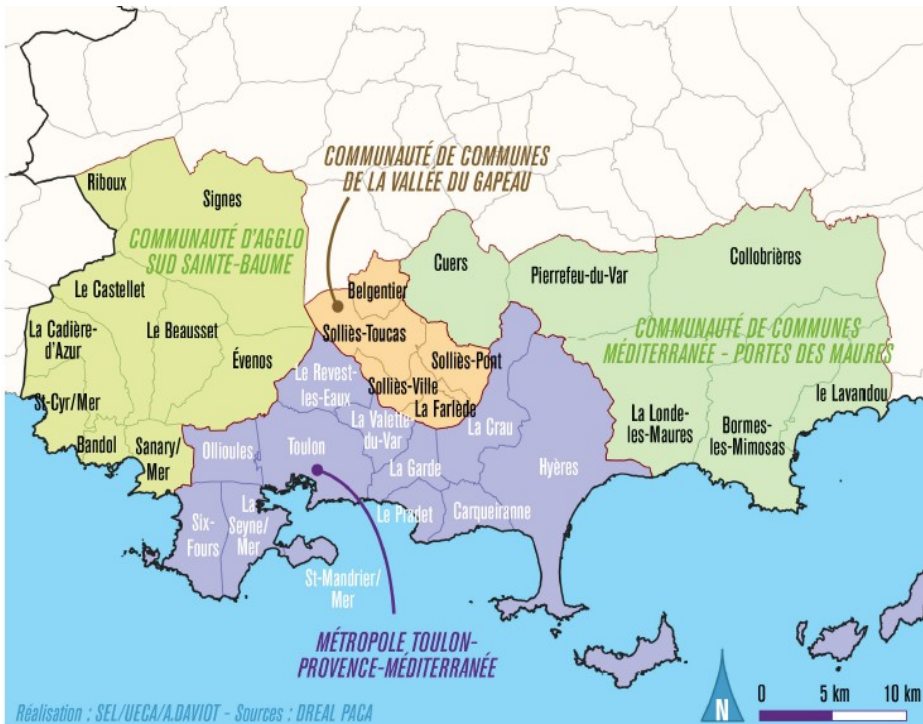 COMMUNAUTÉ DE COMMUNES
DE LA VALLÉE DU GAPEAU
Riboux
Signes
COMMUNAUTÉ D'AGGLO
SUD SAINTE-BAUME
Cuers
Pierrefeu-du-Var
Collobrières
Le Castellet
Belgentier
La Cadière-
d'Azur
Le Beausset
Évenos
Solliès-Toucas
Solliès-Pont
COMMUNAUTÉ DE COMMUNES
MÉDITERRANÉE - PORTES DES MAURES
Le Revest-
les-Eaux
Solliès-Ville
La Farlède
St-Cyr/Mer
Bandol
Sanary/
Mer
Ollioules
Toulon
La Valette-
du-Var
La Crau
La Garde
Hyères
La Londe-
les-Maures
Bormes-
les-Mimosas
le Lavandou
Six-
Fours
La
Seyne/
Mer
Le Pradet
Carqueiranne
St-Mandrier/
Mer
MÉTROPOLE TOULON-
PROVENCE-MÉDITERRANÉE
Réalisation : SEL/UECA/A.DAVIOT - Sources : DREAL PACA
N
0 5 km 10 km